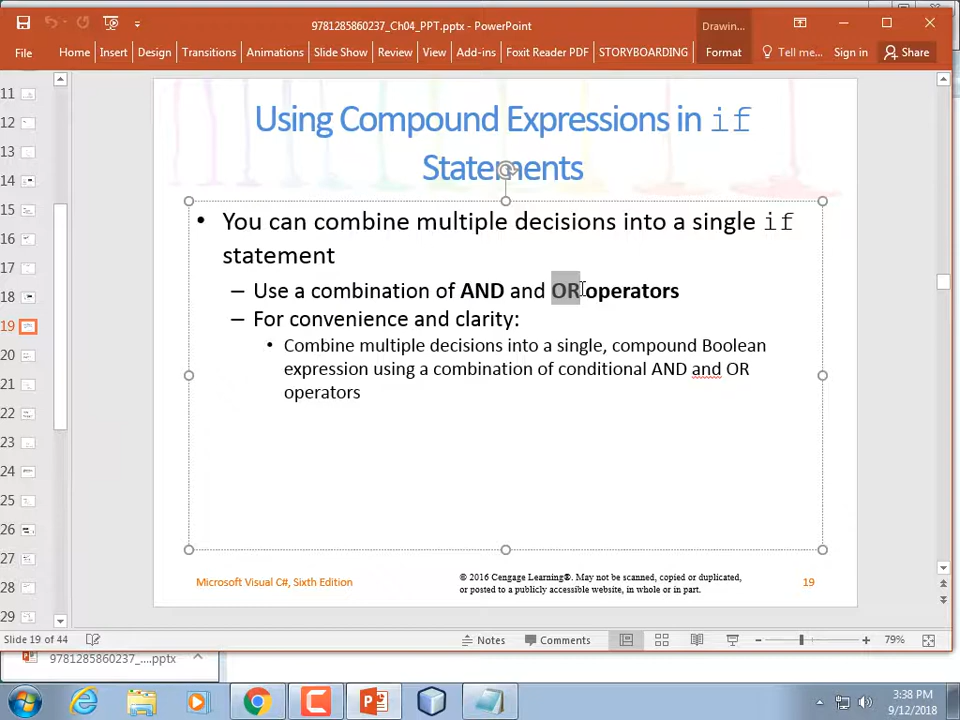 9781285860237_Ch04_PPT.pptx - PowerPoint
Drawin...
File Home Insert Design Transitions Animations Slide Show Review View Add-ins Foxit Reader PDF STORYBOARDING Format Tell me... Sign in Share
11
12
13
14
15
16
17
18
19
20
21
22
23
24
25
26
27
28
29
Using Compound Expressions in if
Statements
• You can combine multiple decisions into a single if
statement
– Use a combination of AND and OR operators
– For convenience and clarity:
• Combine multiple decisions into a single, compound Boolean
expression using a combination of conditional AND and OR
operators
Microsoft Visual C#, Sixth Edition
© 2016 Cengage Learning®. May not be scanned, copied or duplicated,
or posted to a publicly accessible website, in whole or in part.
19
Slide 19 of 44 Notes Comments 79%
9781285860237_....pptx
3:38 PM
9/12/2018